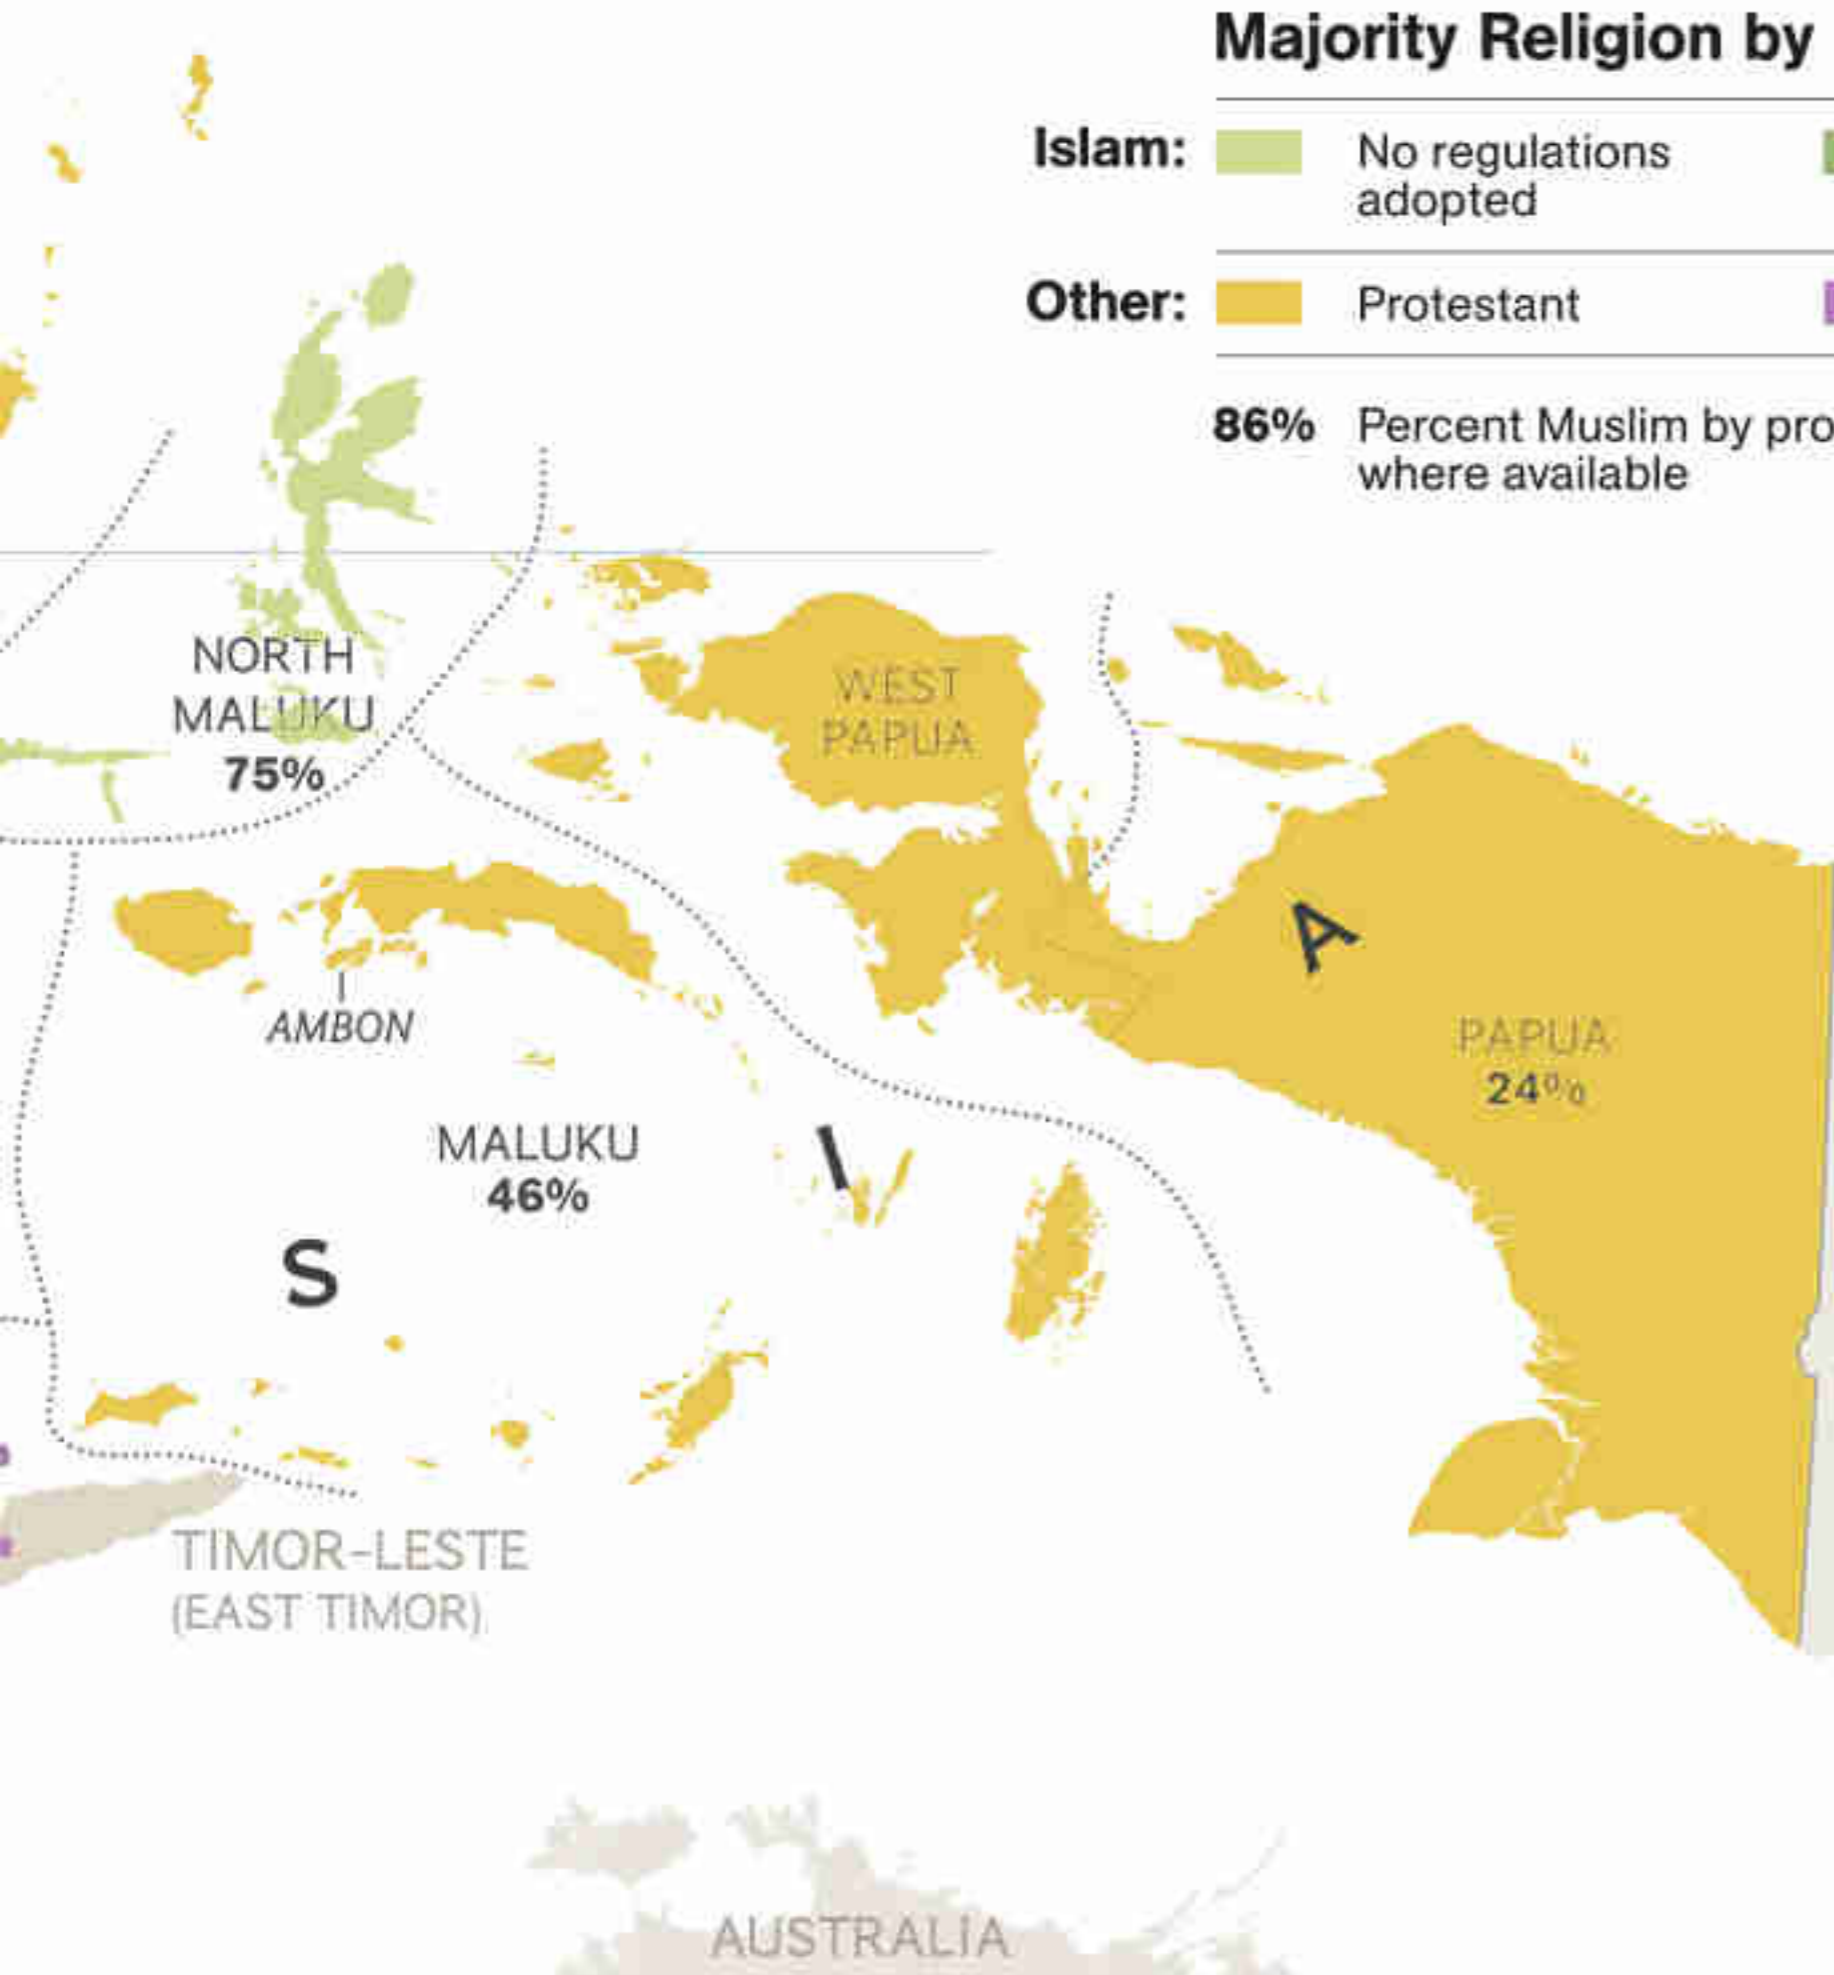 Majority Religion by
Islam:
No regulations
adopted
Other:
Protestant
86%
Percent Muslim by pro
where available
NORTH
MALUKU
75%
WEST
PAPUA
A
AMBON
PAPUA
24%
MALUKU
46%
I
S
TIMOR-LESTE
(EAST TIMOR)
AUSTRALIA